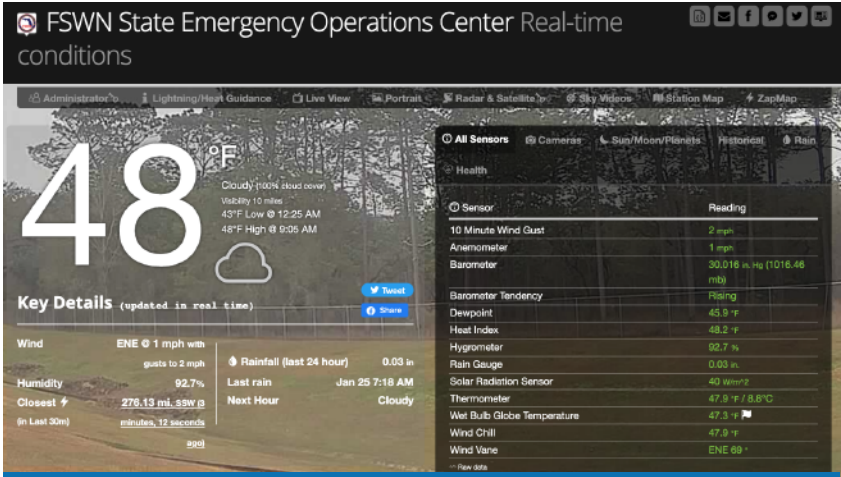 FSWN State Emergency Operations Center Real-time
conditions
Administrator
Lightning/Heat Guidance
Live View
Portrait
Radar & Satellite
Sky Videos
Station Map
ZapMap
48 °F
Cloudy (100% cloud cover)
Visibility 10 miles
43°F Low @ 12:25 AM
48°F High @ 9:05 AM
Tweet
Share
Key Details (updated in real time)
Wind ENE @ 1 mph with
gusts to 2 mph
Humidity 92.7%
Closest 276.13 mi. SSW (3
(in Last 30m) minutes, 12 seconds
ago)
Rainfall (last 24 hour) 0.03 in
Last rain Jan 25 7:18 AM
Next Hour Cloudy
All Sensors
Cameras
Sun/Moon/Planets
Historical
Rain
Health
Sensor Reading
10 Minute Wind Gust 2 mph
Anemometer 1 mph
Barometer 30.016 in. Hg (1016.46
mb)
Barometer Tendency Rising
Dewpoint 45.9 °F
Heat Index 48.2 °F
Hygrometer 92.7 %
Rain Gauge 0.03 in.
Solar Radiation Sensor 40 W/m^2
Thermometer 47.9 °F / 8.8°C
Wet Bulb Globe Temperature 47.3 °F
Wind Chill 47.9 °F
Wind Vane ENE 69 °
Raw data